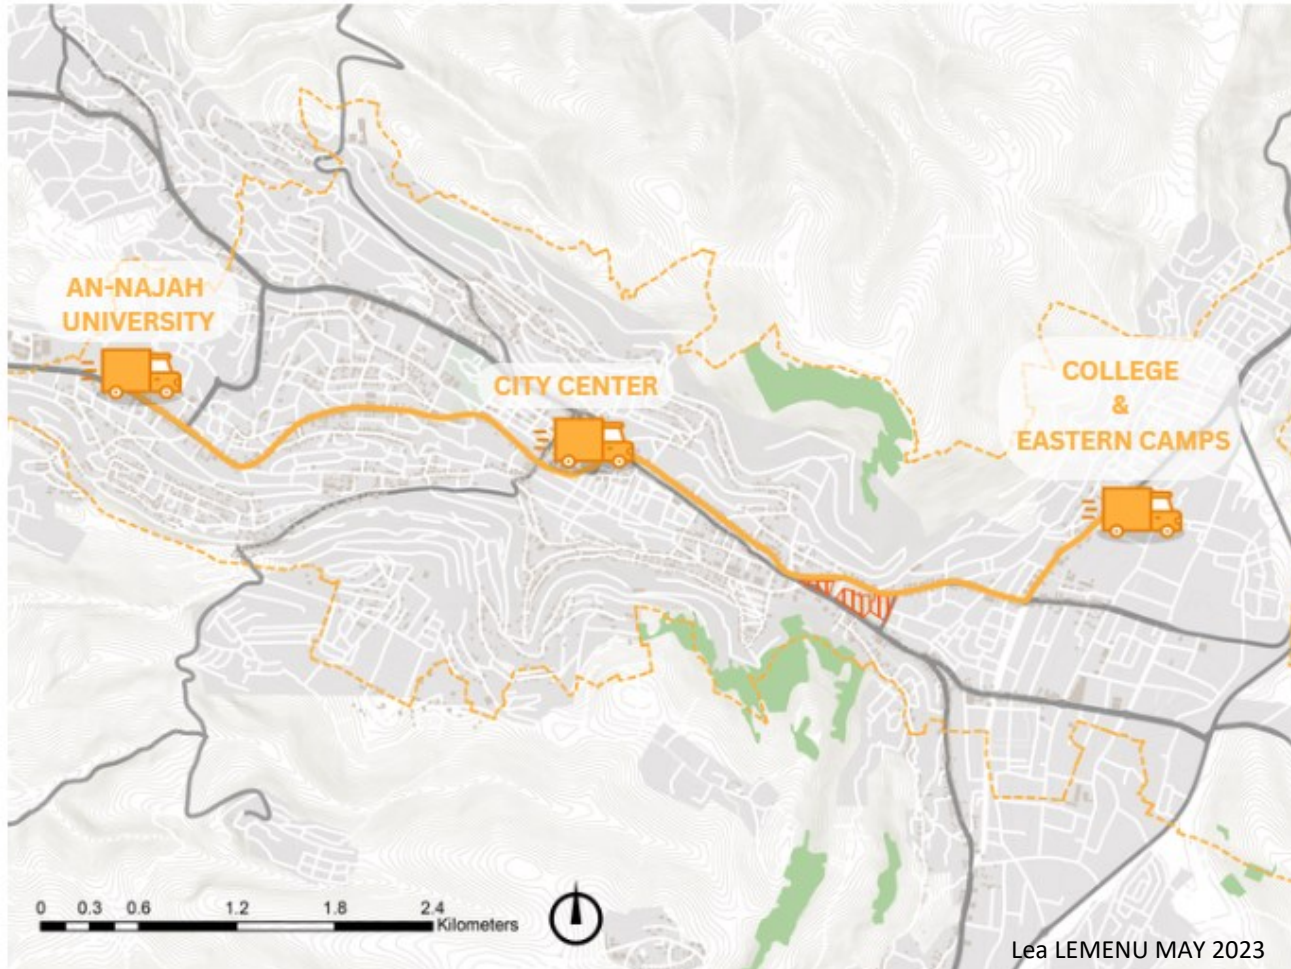 AN-NAJAH
UNIVERSITY
CITY CENTER
COLLEGE
&
EASTERN CAMPS
0 0.3 0.6 1.2 1.8 2.4
Kilometers
Lea LEMENU MAY 2023